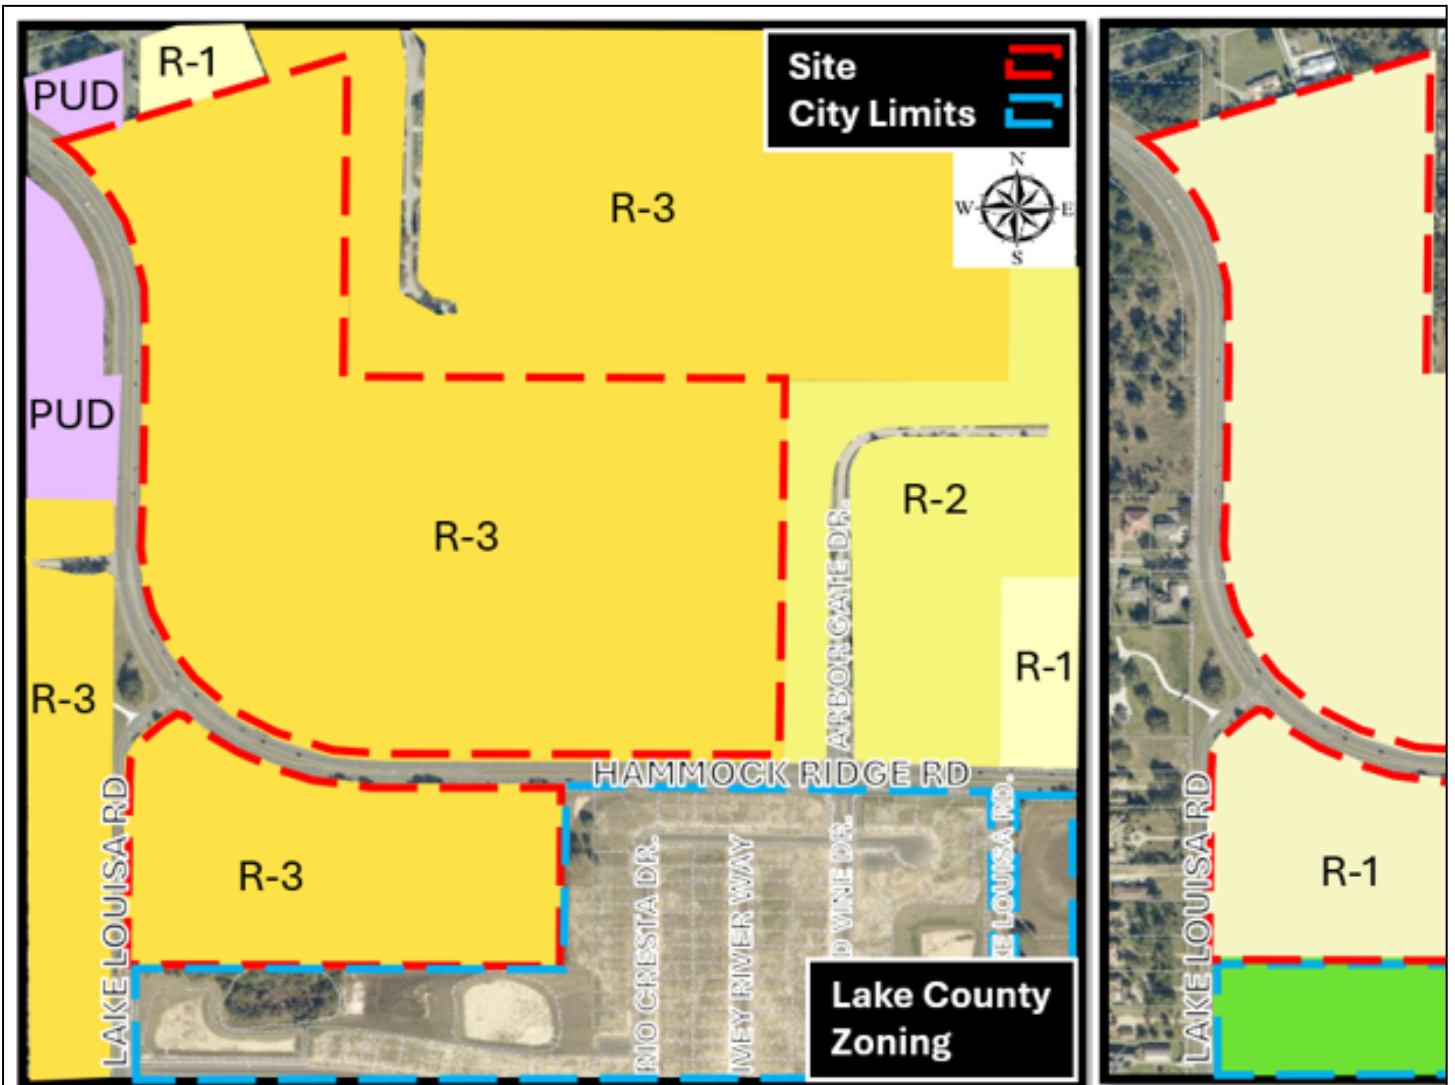 R-1
PUD
Site
City Limits
N
W
E
S
R-3
PUD
R-2
R-3
ARBORGATE DR.
R-1
R-3
HAMMOCK RIDGE RD
R-3
LAKE LOUISA RD
RIO CRESTA DR.
IVEY RIVER WAY
D VINE DR.
KE LOUISA RD.
Lake County
Zoning
R-1
LAKE LOUISA RD